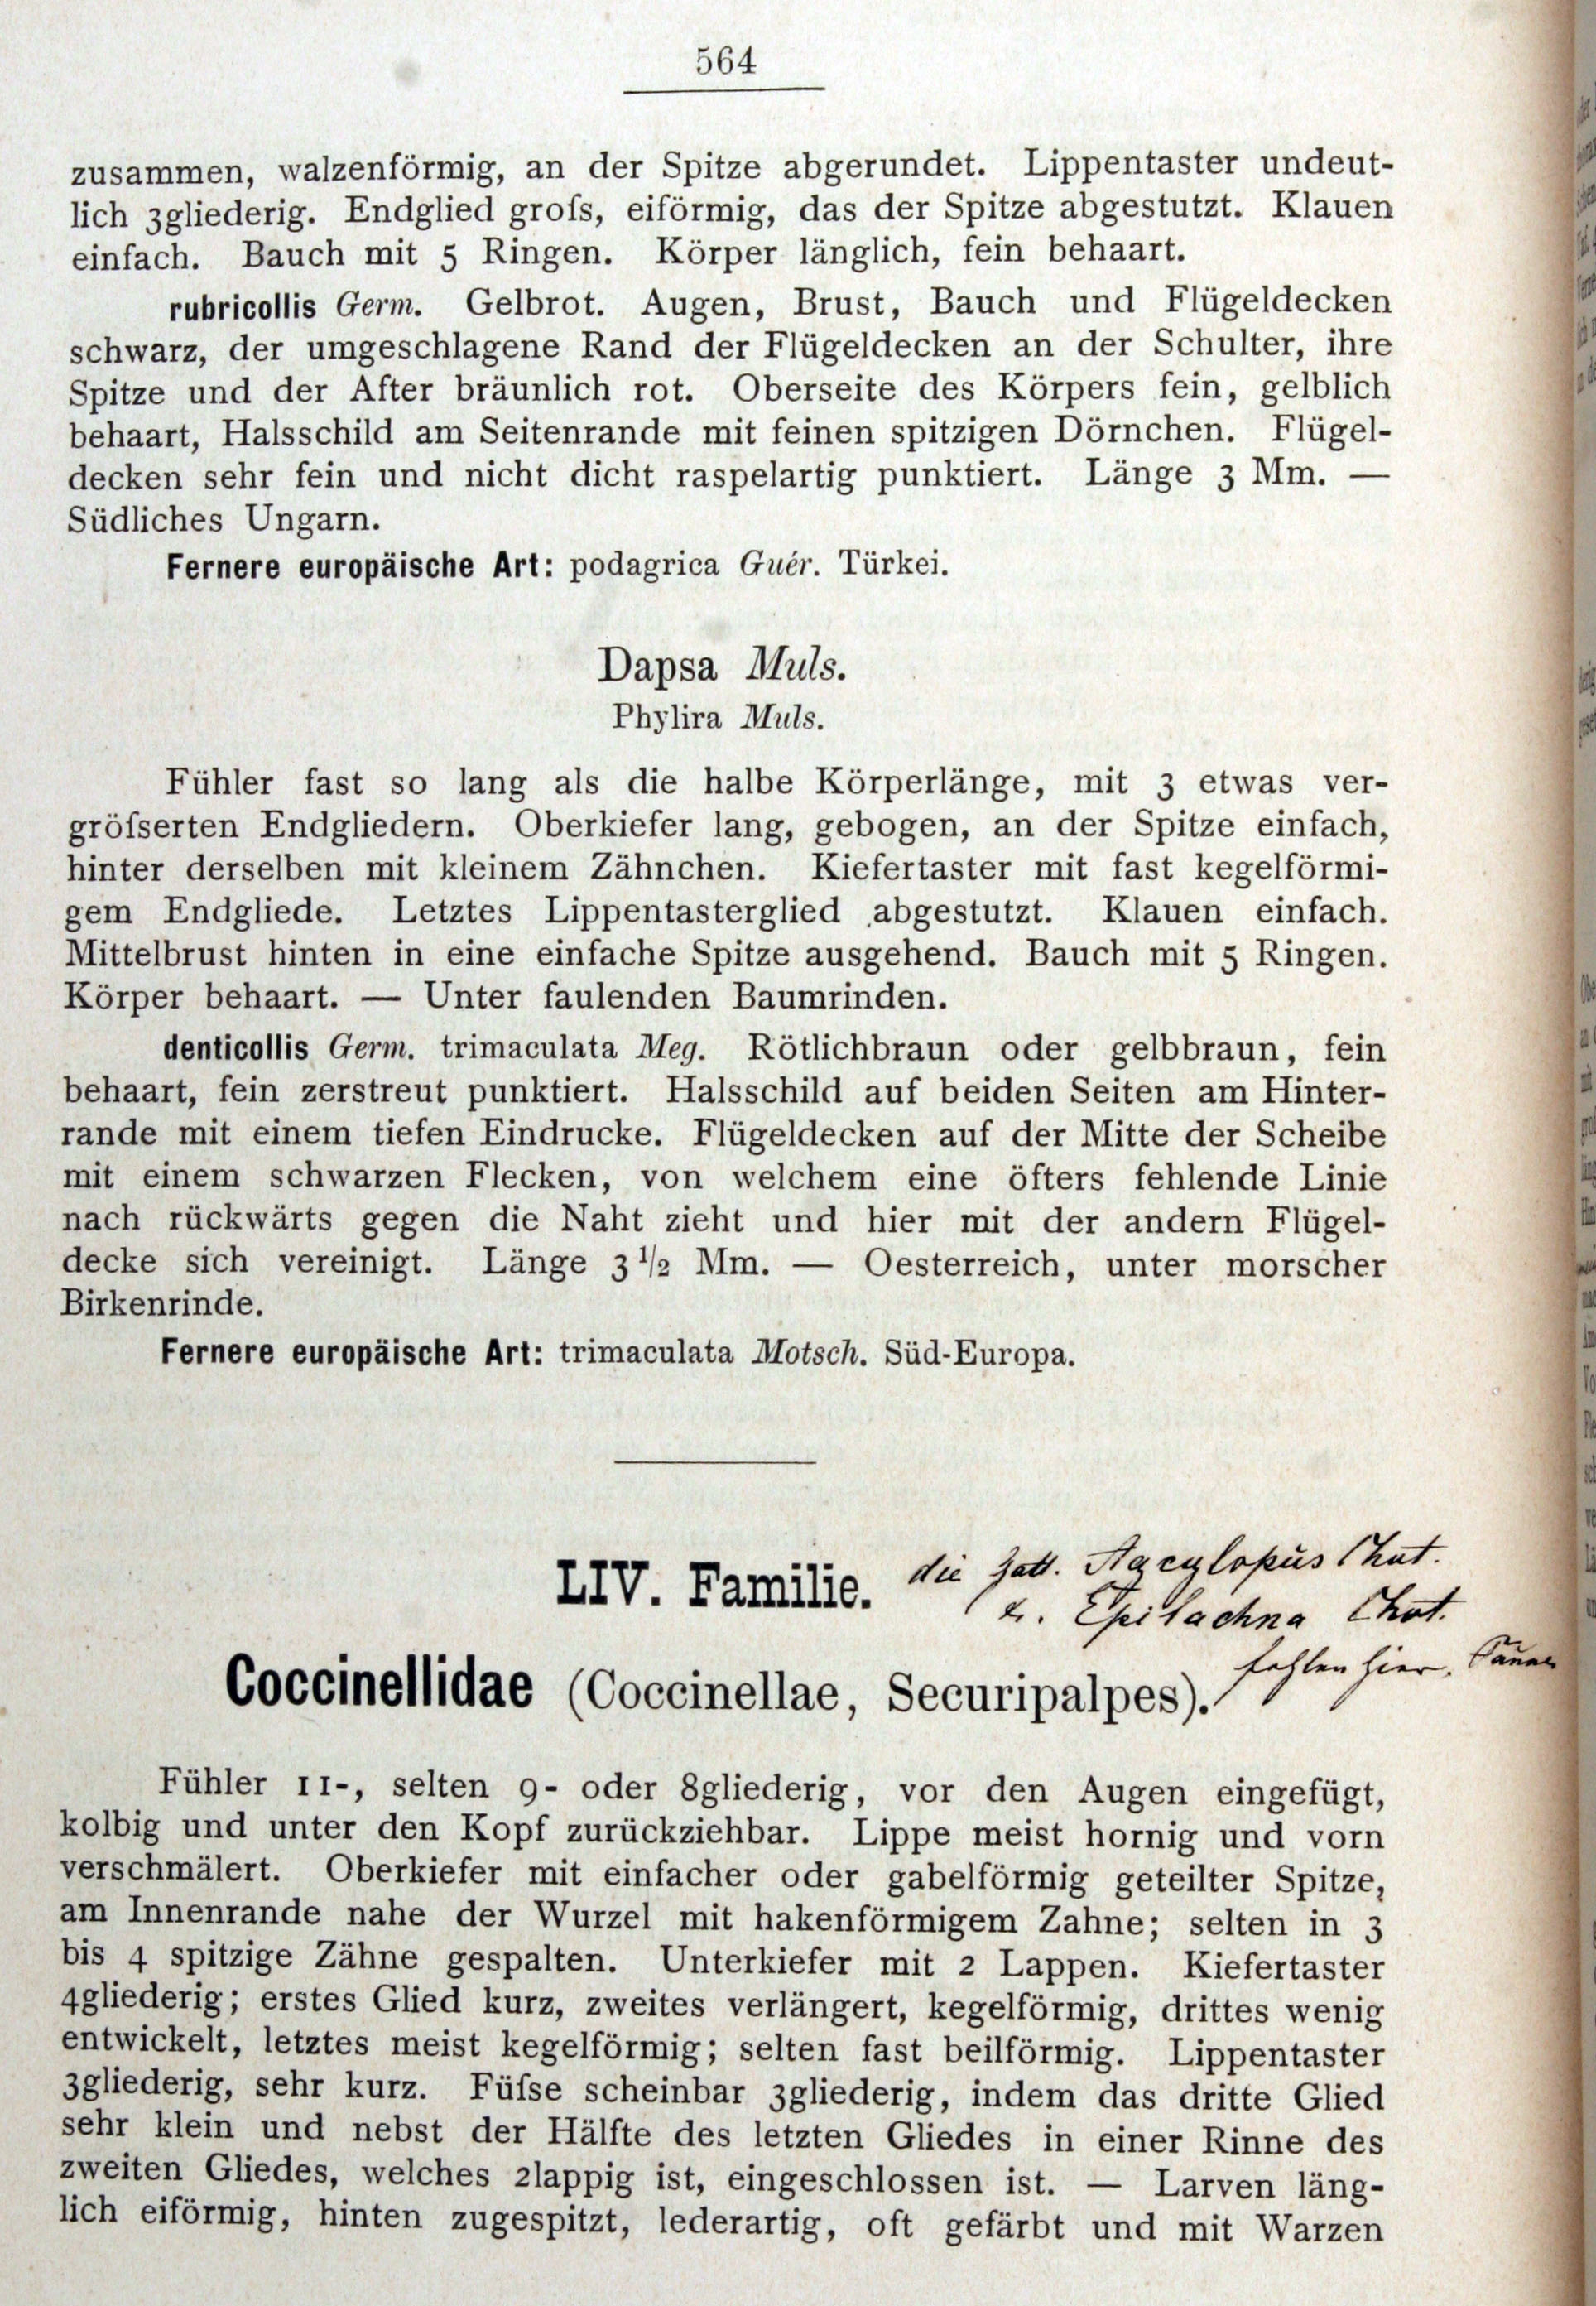 564
zusammen, walzenförmig, an der Spitze abgerundet. Lippentaster undeut-
lich 3gliederig. Endglied groſs, eiförmig, das der Spitze abgestutzt. Klauen
einfach. Bauch mit 5 Ringen. Körper länglich, fein behaart.
rubricollis Germ. Gelbrot. Augen, Brust, Bauch und Flügeldecken
schwarz, der umgeschlagene Rand der Flügeldecken an der Schulter, ihre
Spitze und der After bräunlich rot. Oberseite des Körpers fein, gelblich
behaart, Halsschild am Seitenrande mit feinen spitzigen Dörnchen. Flügel-
decken sehr fein und nicht dicht raspelartig punktiert. Länge 3 Mm. —
Südliches Ungarn.
Fernere europäische Art: podagrica Guér. Türkei.
Dapsa Muls.
Phylira Muls.
Fühler fast so lang als die halbe Körperlänge, mit 3 etwas ver-
gröſserten Endgliedern. Oberkiefer lang, gebogen, an der Spitze einfach,
hinter derselben mit kleinem Zähnchen. Kiefertaster mit fast kegelförmi-
gem Endgliede. Letztes Lippentasterglied abgestutzt. Klauen einfach.
Mittelbrust hinten in eine einfache Spitze ausgehend. Bauch mit 5 Ringen.
Körper behaart. — Unter faulenden Baumrinden.
denticollis Germ. trimaculata Meg. Rötlichbraun oder gelbbraun, fein
behaart, fein zerstreut punktiert. Halsschild auf beiden Seiten am Hinter-
rande mit einem tiefen Eindrucke. Flügeldecken auf der Mitte der Scheibe
mit einem schwarzen Flecken, von welchem eine öfters fehlende Linie
nach rückwärts gegen die Naht zieht und hier mit der andern Flügel-
decke sich vereinigt. Länge 3 1/2 Mm. — Oesterreich, unter morscher
Birkenrinde.
Fernere europäische Art: trimaculata Motsch. Süd-Europa.
LIV. Familie.
die Gatt.
u. Epilachna Chut.
fehlen hier.
Coccinellidae (Coccinellae, Securipalpes).
Fühler 11-, selten 9- oder 8gliederig, vor den Augen eingefügt,
kolbig und unter den Kopf zurückziehbar. Lippe meist hornig und vorn
verschmälert. Oberkiefer mit einfacher oder gabelförmig geteilter Spitze,
am Innenrande nahe der Wurzel mit hakenförmigem Zahne; selten in 3
bis 4 spitzige Zähne gespalten. Unterkiefer mit 2 Lappen. Kiefertaster
4gliederig; erstes Glied kurz, zweites verlängert, kegelförmig, drittes wenig
entwickelt, letztes meist kegelförmig; selten fast beilförmig. Lippentaster
3gliederig, sehr kurz. Füſse scheinbar 3gliederig, indem das dritte Glied
sehr klein und nebst der Hälfte des letzten Gliedes in einer Rinne des
zweiten Gliedes, welches 2lappig ist, eingeschlossen ist. — Larven läng-
lich eiförmig, hinten zugespitzt, lederartig, oft gefärbt und mit Warzen